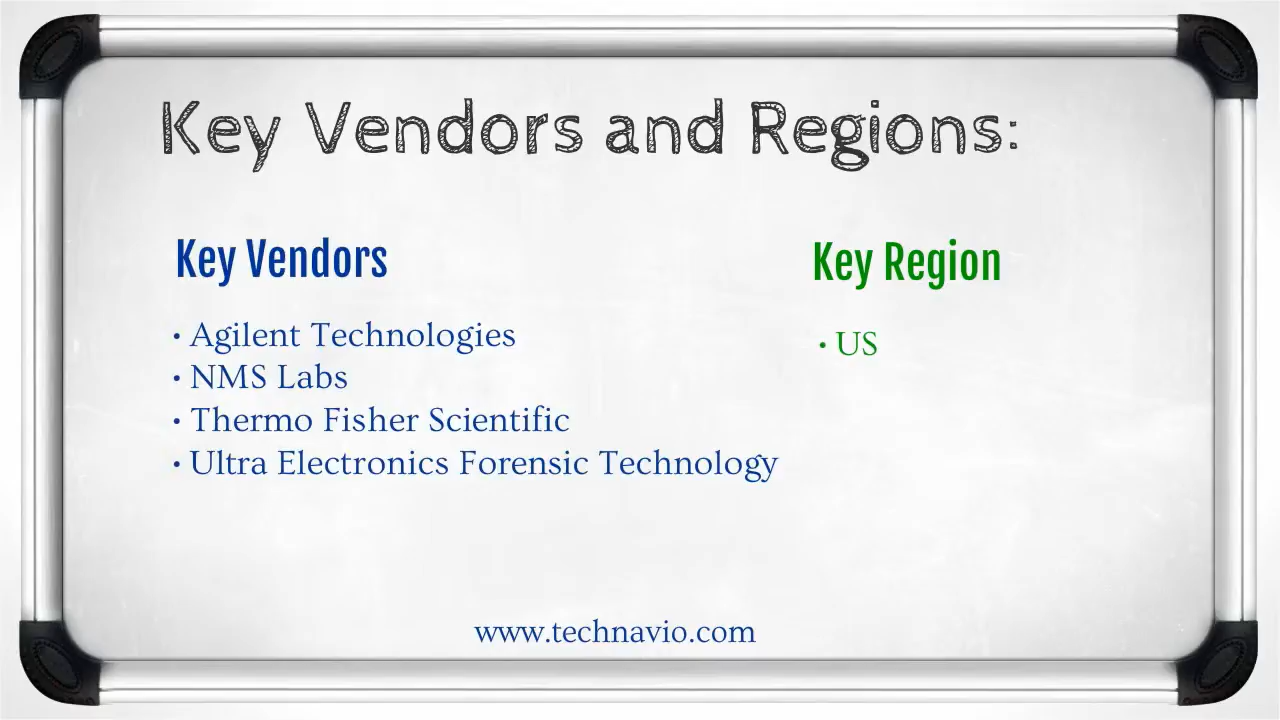 Key Vendors and Regions:
Key Vendors
• Agilent Technologies
• NMS Labs
• Thermo Fisher Scientific
• Ultra Electronics Forensic Technology
Key Region
• US
www.technavio.com